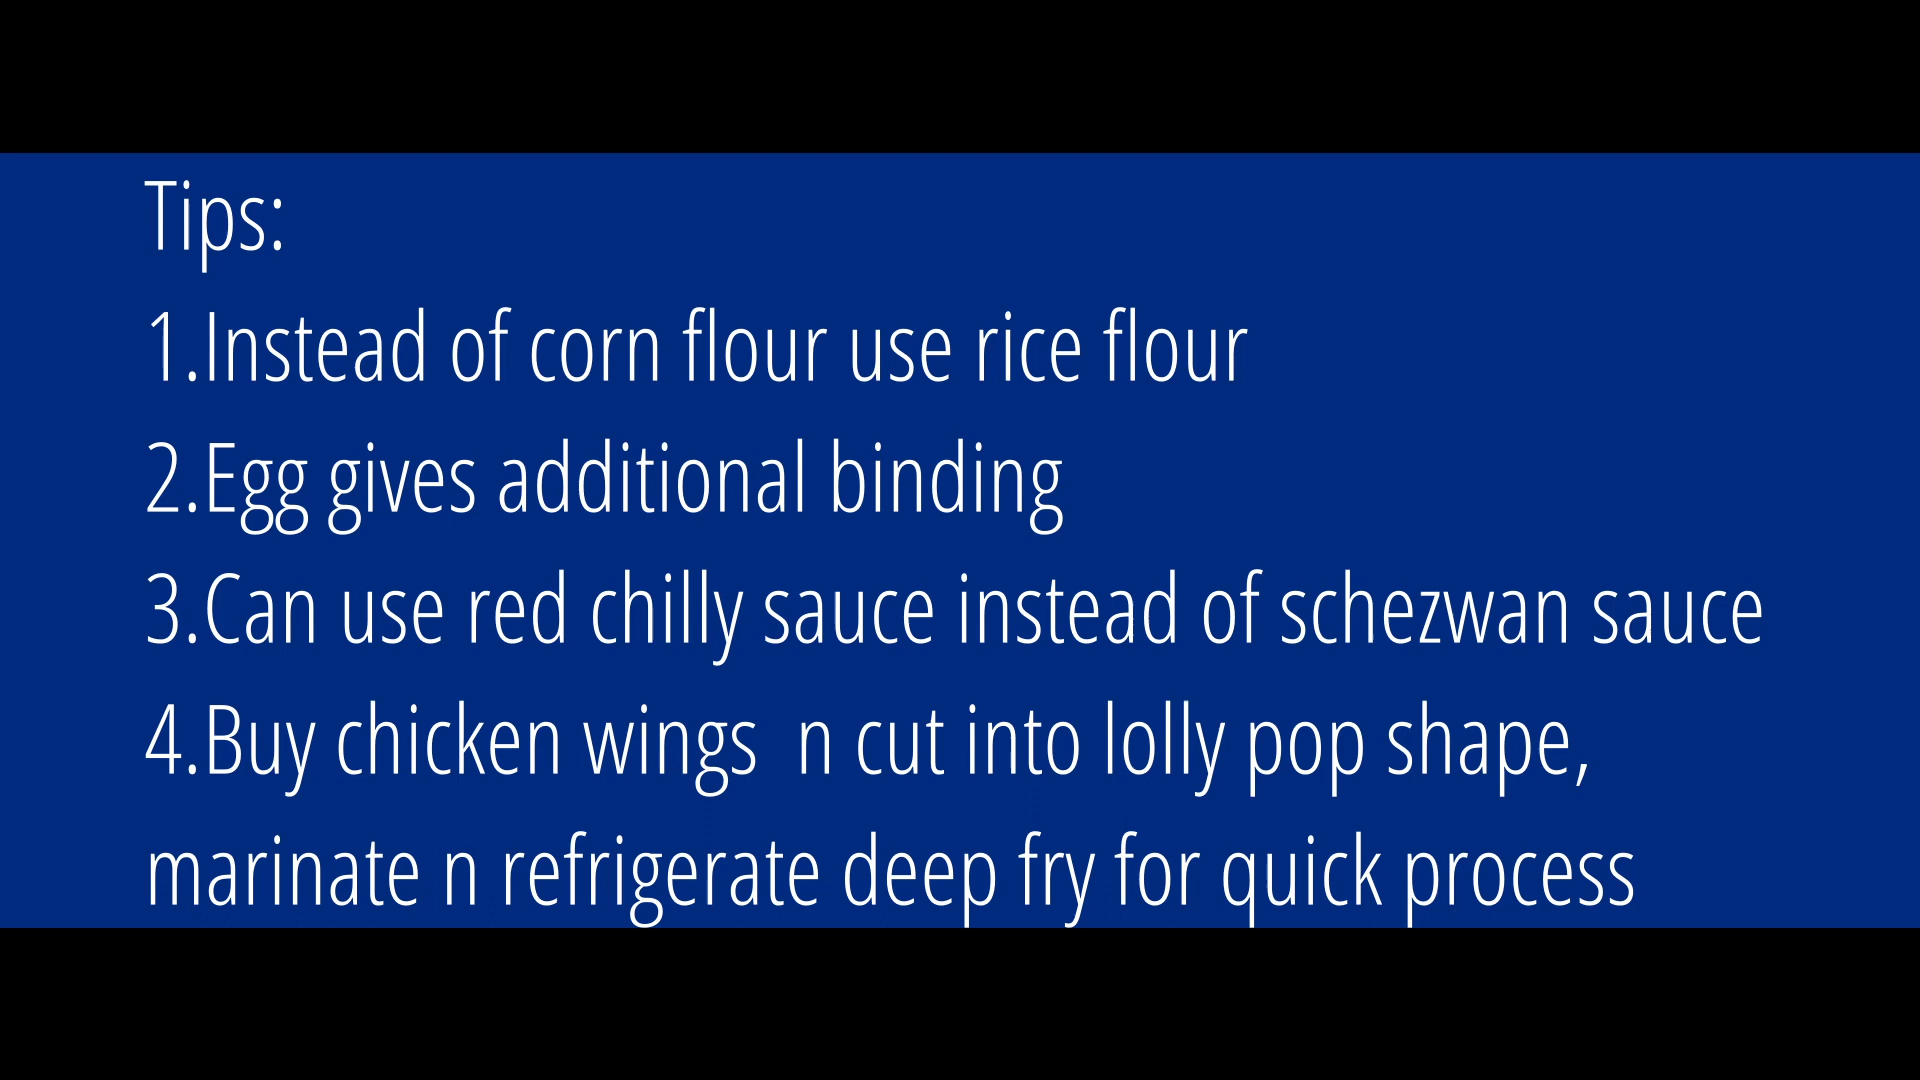 Tips:
1.Instead of corn flour use rice flour
2.Egg gives additional binding
3.Can use red chilly sauce instead of schezwan sauce
4.Buy chicken wings  n cut into lolly pop shape,
marinate n refrigerate deep fry for quick process